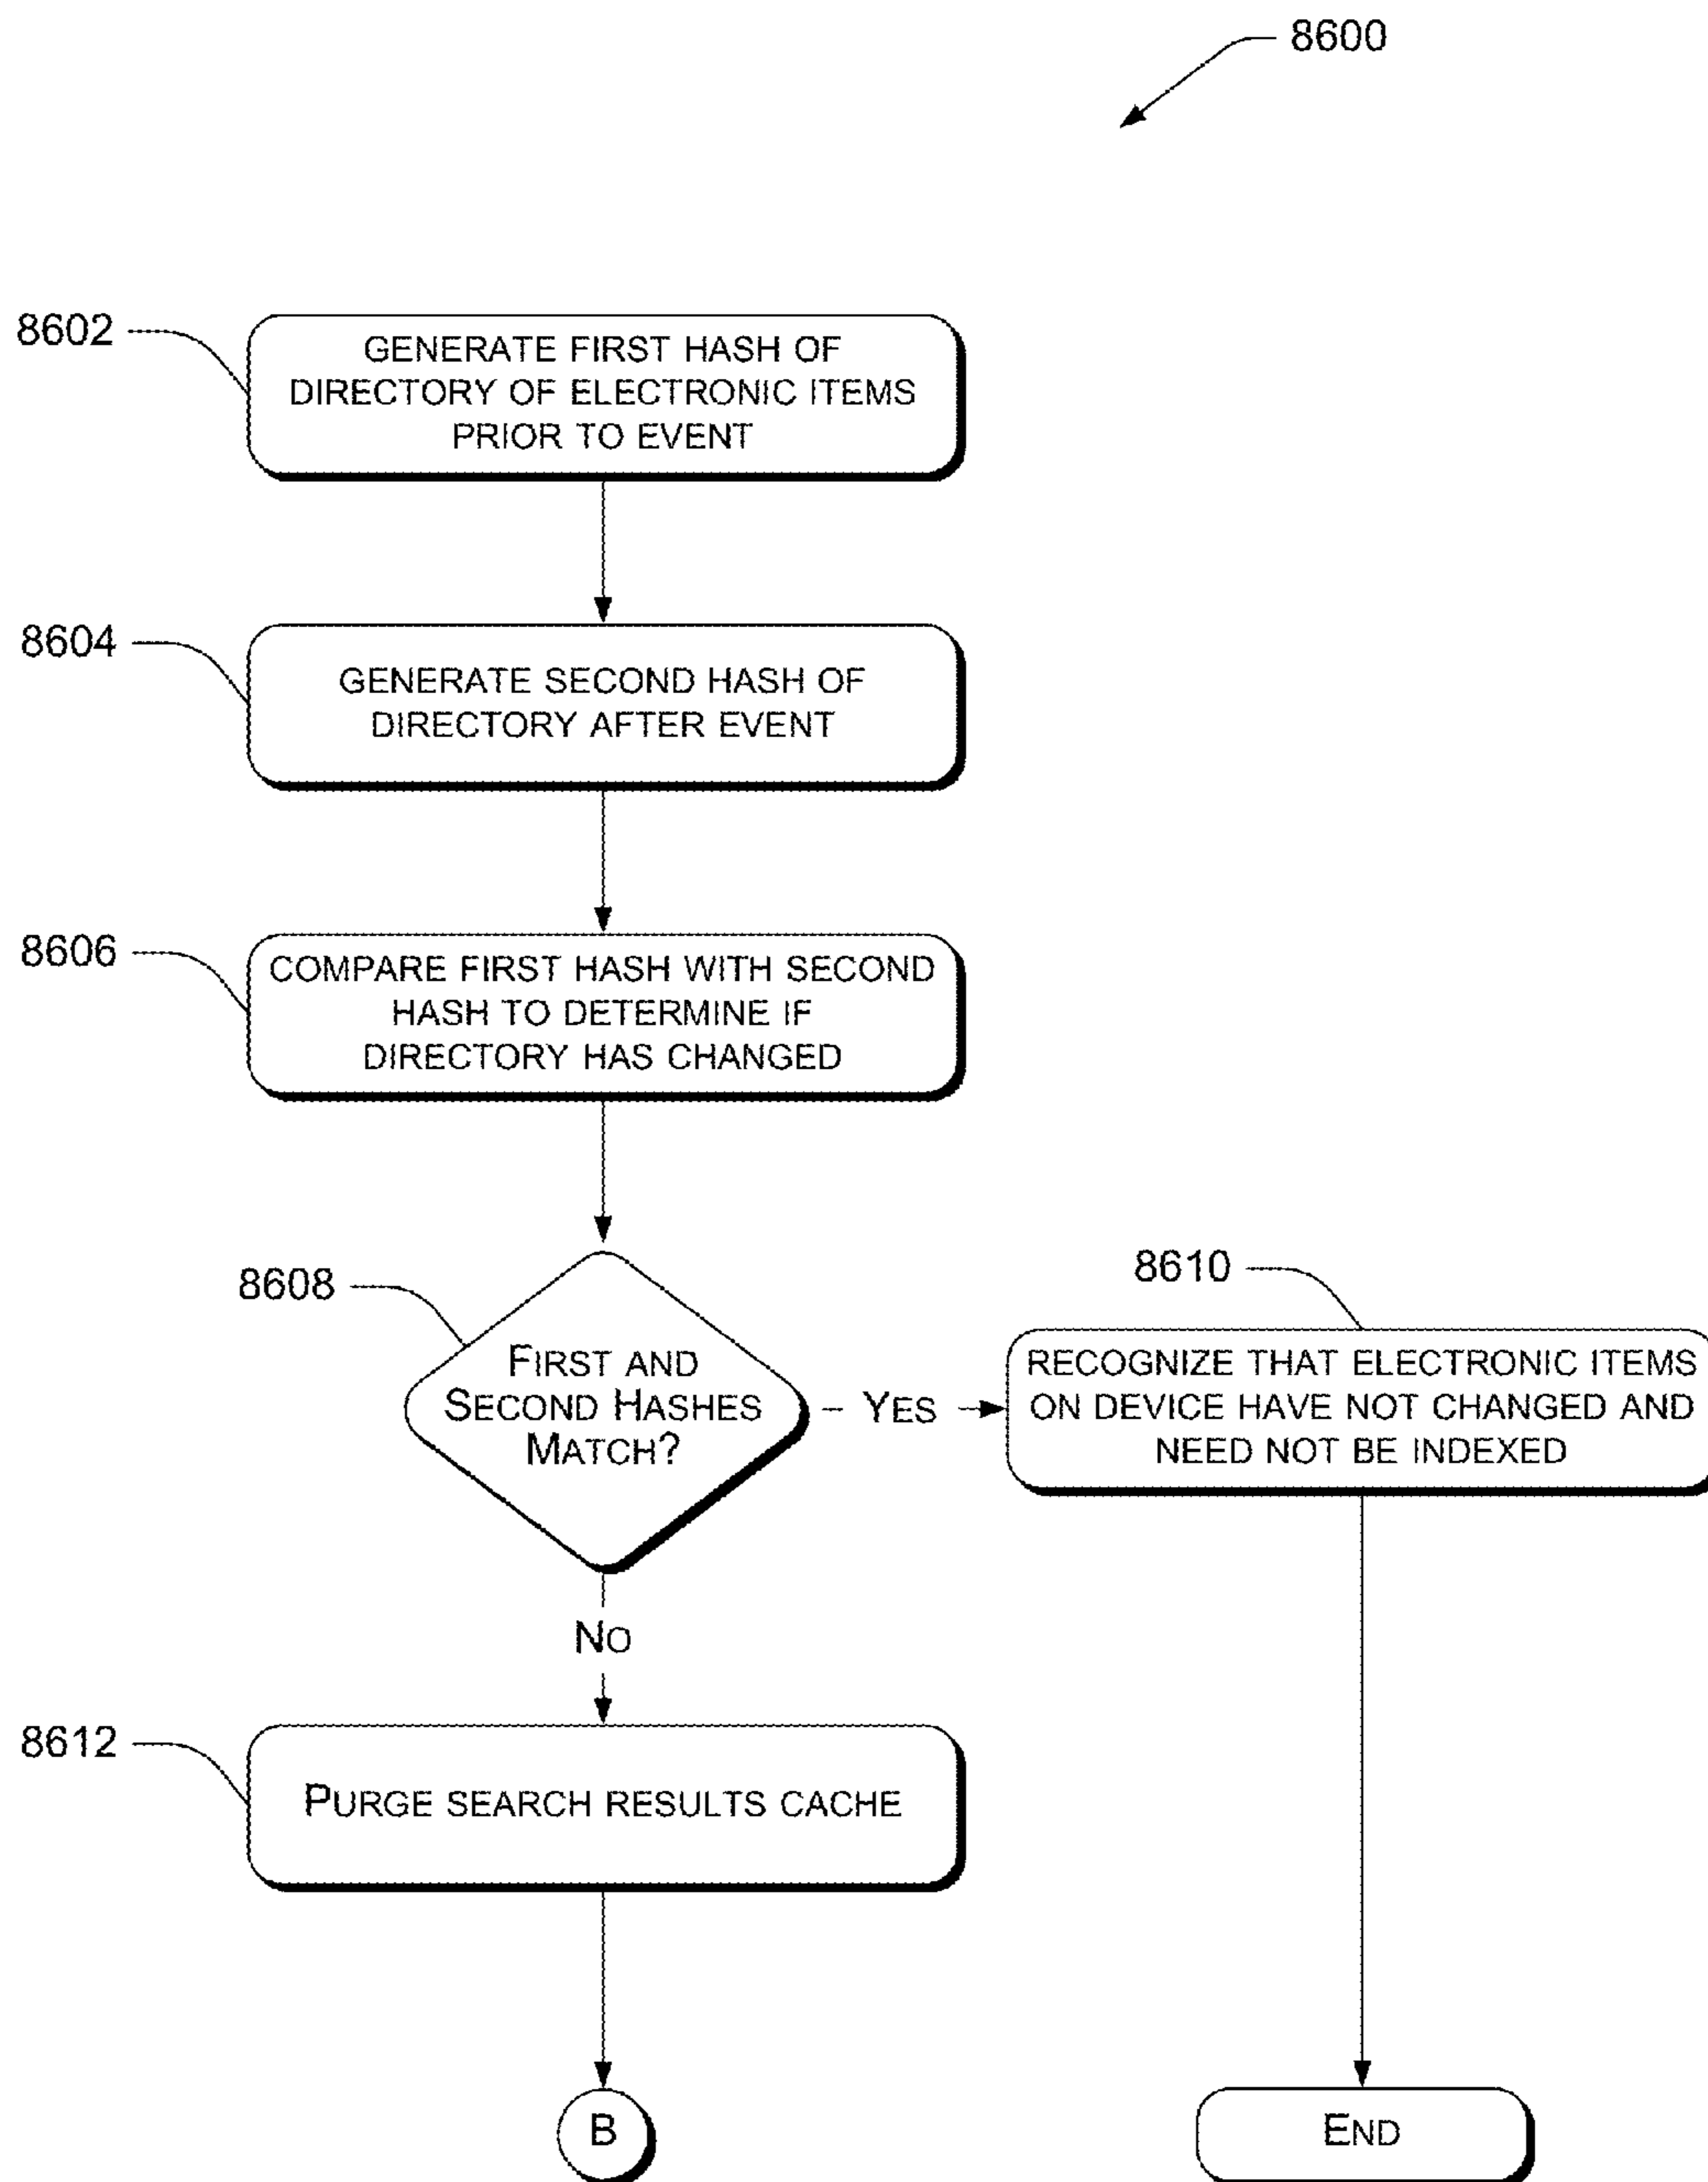 8600
8602
GENERATE FIRST HASH OF
DIRECTORY OF ELECTRONIC ITEMS
PRIOR TO EVENT
8604
GENERATE SECOND HASH OF
DIRECTORY AFTER EVENT
8606
COMPARE FIRST HASH WITH SECOND
HASH TO DETERMINE IF
DIRECTORY HAS CHANGED
8608
FIRST AND
SECOND HASHES
MATCH?
YES
8610
RECOGNIZE THAT ELECTRONIC ITEMS
ON DEVICE HAVE NOT CHANGED AND
NEED NOT BE INDEXED
NO
8612
PURGE SEARCH RESULTS CACHE
B
END